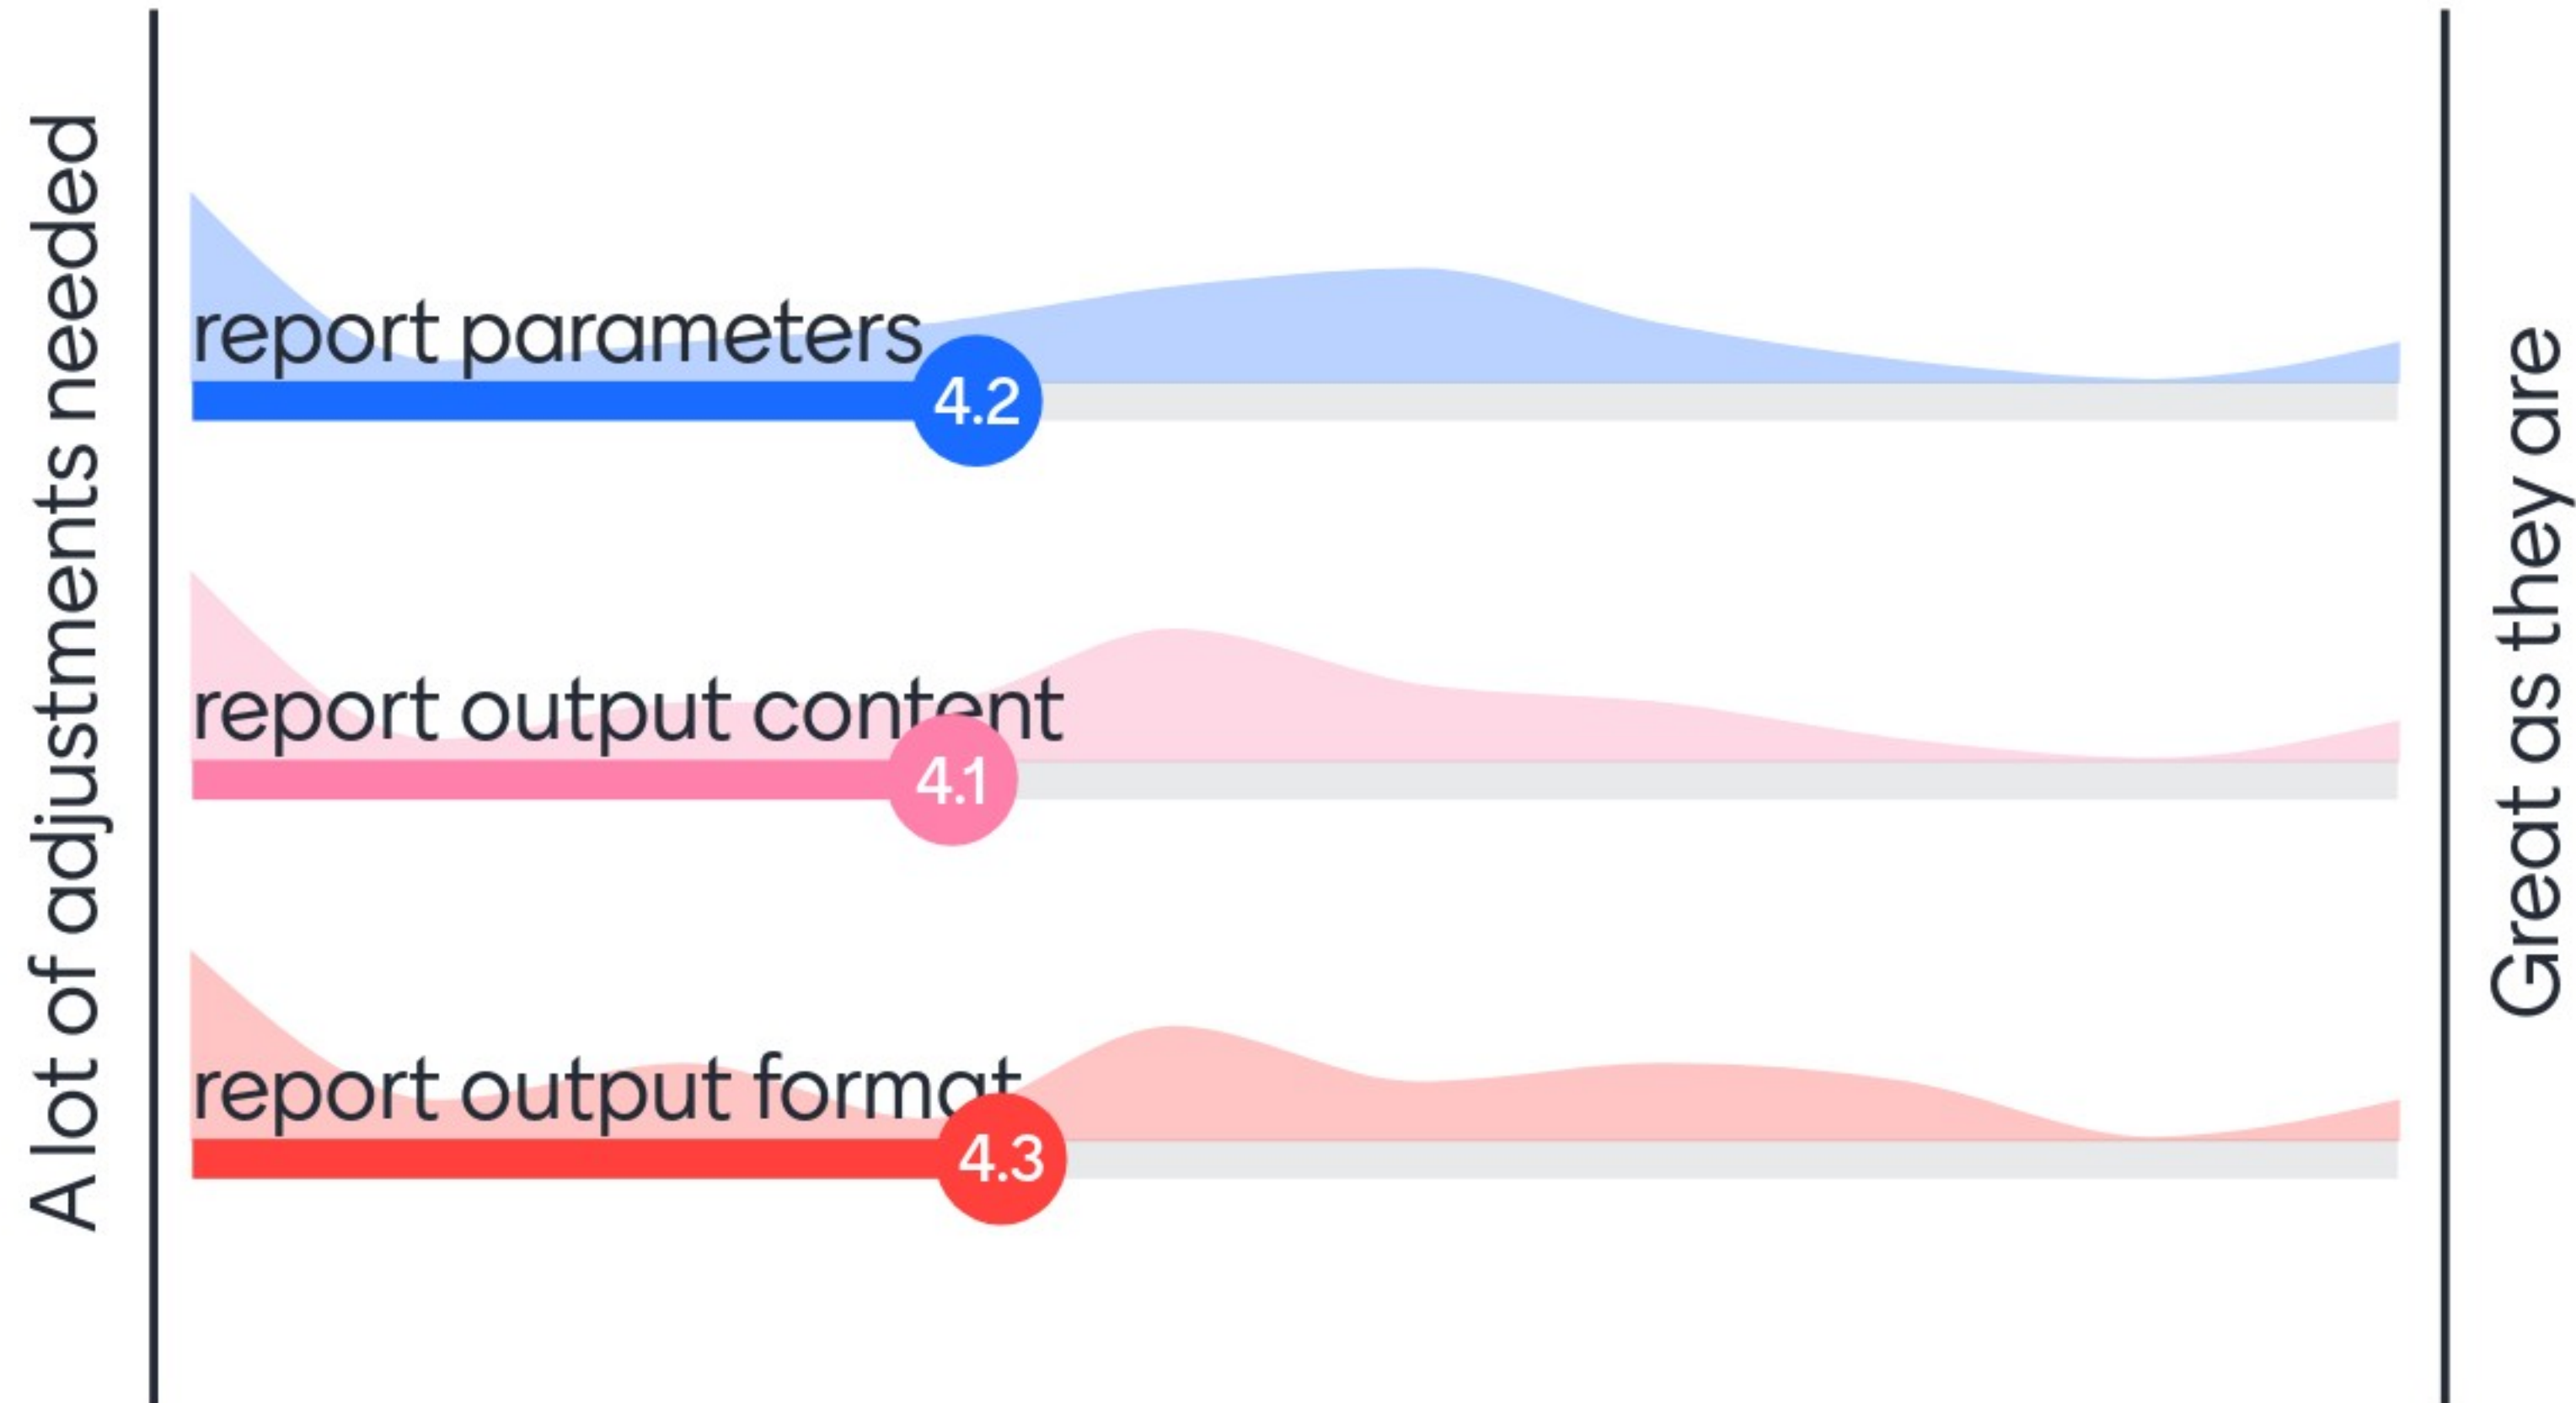 A lot of adjustments needed
report parameters
4.2
report output content
4.1
report output format
4.3
Great as they are